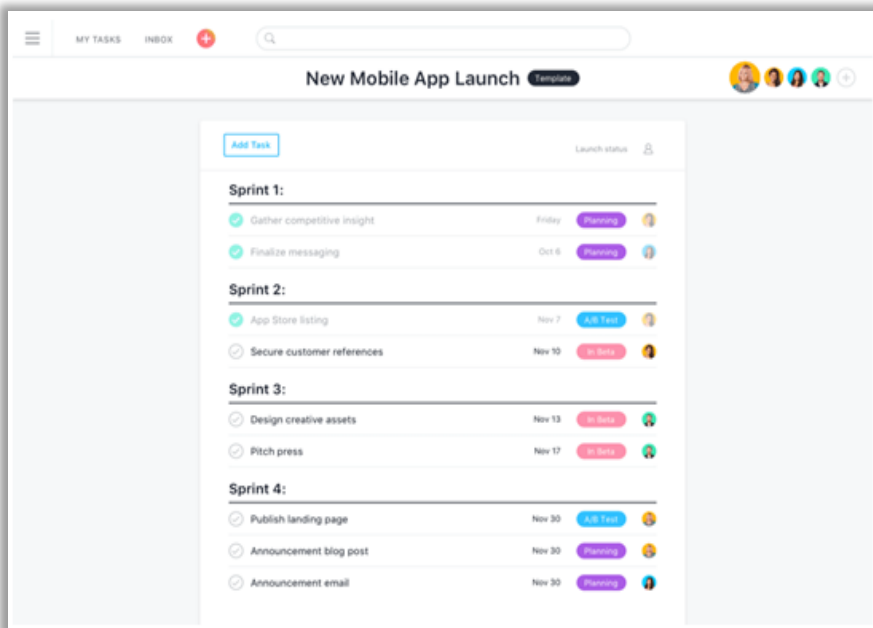 MY TASKS INBOX
New Mobile App Launch Template
Add Task Launch status
Sprint 1:
Gather competitive insight Friday Planning
Finalize messaging Oct 6 Planning
Sprint 2:
App Store listing Nov 7 A/B Test
Secure customer references Nov 10 In Beta
Sprint 3:
Design creative assets Nov 13 In Beta
Pitch press Nov 17 In Beta
Sprint 4:
Publish landing page Nov 30 A/B Test
Announcement blog post Nov 30 Planning
Announcement email Nov 30 Planning